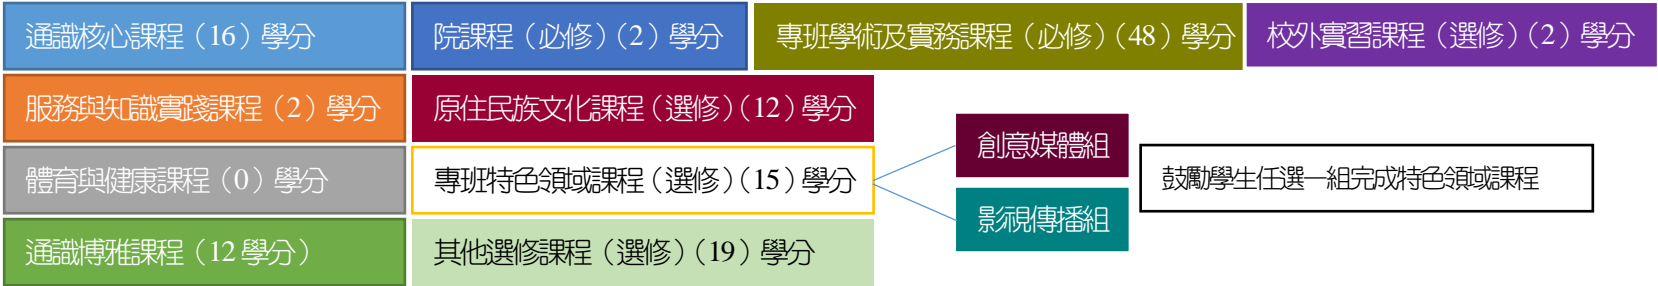 通識核心課程（16）學分
院課程（必修）（2）學分
專班學術及實務課程（必修）（48）學分
校外實習課程（選修）（2）學分
服務與知識實踐課程（2）學分
原住民族文化課程（選修）（12）學分
創意媒體組
體育與健康課程（0）學分
專班特色領域課程（選修）（15）學分
鼓勵學生任選一組完成特色領域課程
影視傳播組
通識博雅課程（12 學分）
其他選修課程（選修）（19）學分